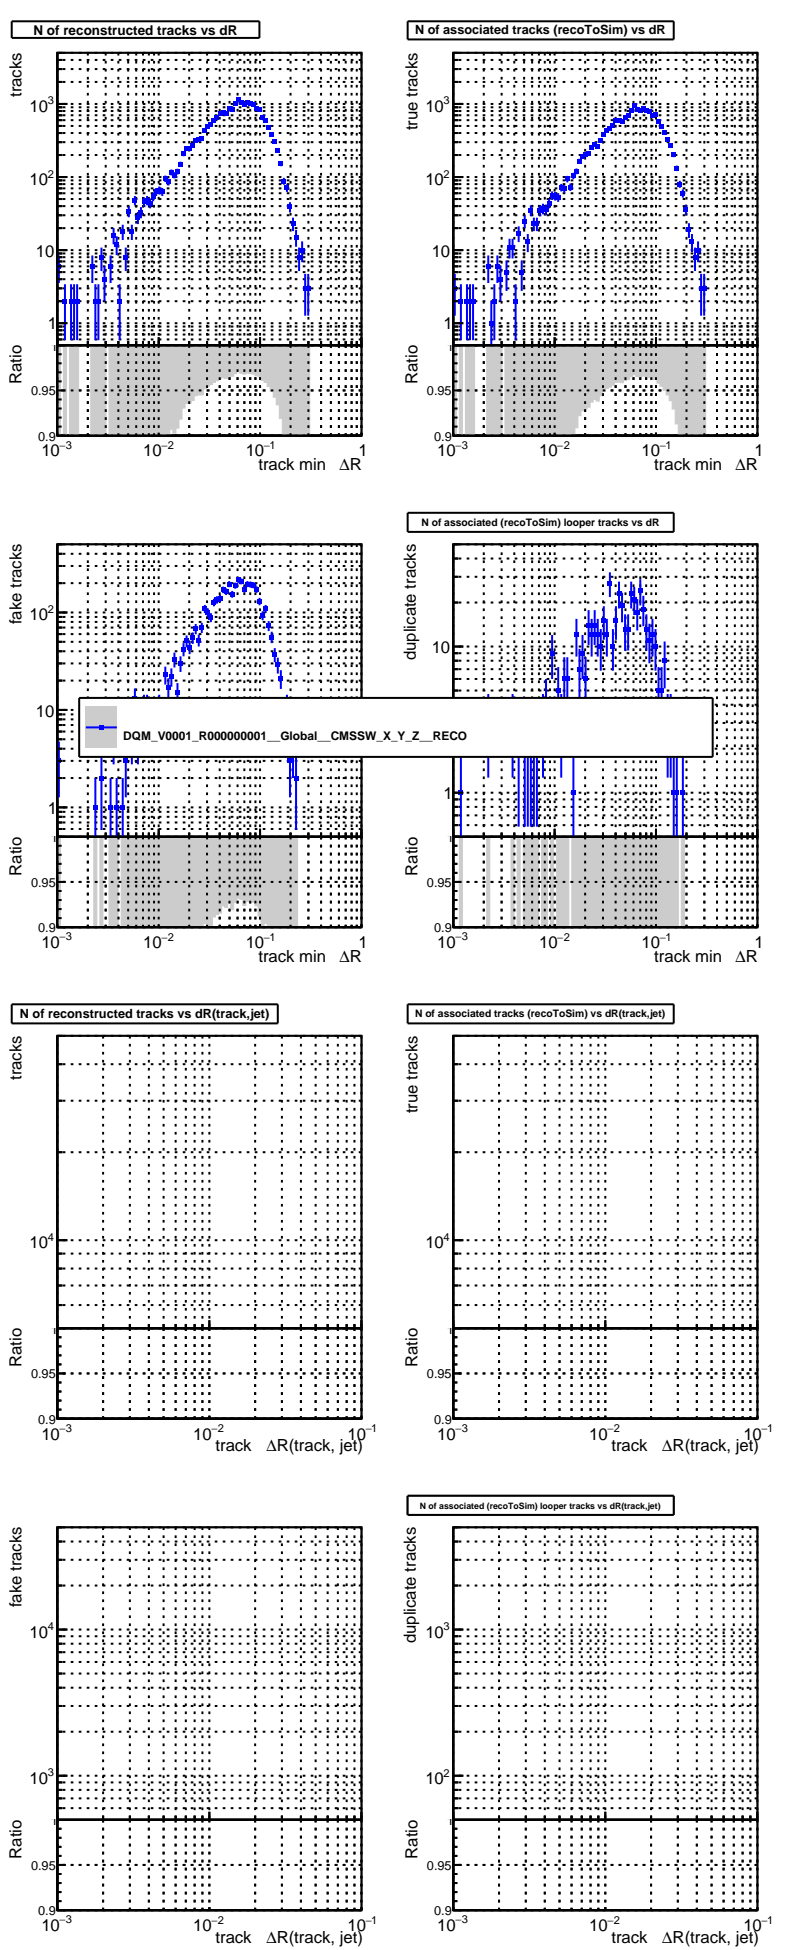 N of reconstructed tracks vs dR
tracks
10³
10²
10
1
Ratio
0.95
0.9
10⁻³ 10⁻² 10⁻¹ 1
track min ΔR
N of associated tracks (recoToSim) vs dR
true tracks
10³
10²
10
1
Ratio
0.95
0.9
10⁻³ 10⁻² 10⁻¹ 1
track min ΔR
fake tracks
10²
10
1
Ratio
0.95
0.9
10⁻³ 10⁻² 10⁻¹ 1
track min ΔR
N of associated (recoToSim) looper tracks vs dR
duplicate tracks
10
1
Ratio
0.95
0.9
10⁻³ 10⁻² 10⁻¹ 1
track min ΔR
DQM_V0001_R000000001__Global__CMSSW_X_Y_Z__RECO
N of reconstructed tracks vs dR(track,jet)
tracks
10⁴
Ratio
0.95
0.9
10⁻³ 10⁻² 10⁻¹
track ΔR(track, jet)
N of associated tracks (recoToSim) vs dR(track,jet)
true tracks
10⁴
Ratio
0.95
0.9
10⁻³ 10⁻² 10⁻¹
track ΔR(track, jet)
fake tracks
10⁴
10³
Ratio
0.95
0.9
10⁻³ 10⁻² 10⁻¹
track ΔR(track, jet)
N of associated (recoToSim) looper tracks vs dR(track,jet)
duplicate tracks
10³
10²
Ratio
0.95
0.9
10⁻³ 10⁻² 10⁻¹
track ΔR(track, jet)